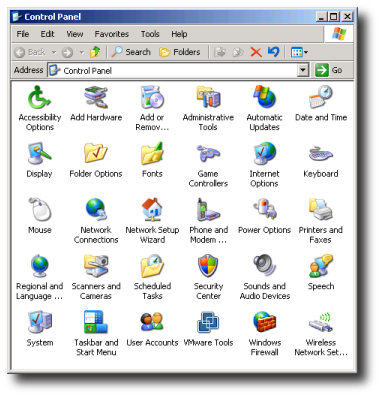 Control Panel
File Edit View Favorites Tools Help
Back Search Folders
Address Control Panel Go
Accessibility Options
Add Hardware
Add or Remov...
Administrative Tools
Automatic Updates
Date and Time
Display
Folder Options
Fonts
Game Controllers
Internet Options
Keyboard
Mouse
Network Connections
Network Setup Wizard
Phone and Modem ...
Power Options
Printers and Faxes
Regional and Language ...
Scanners and Cameras
Scheduled Tasks
Security Center
Sounds and Audio Devices
Speech
System
Taskbar and Start Menu
User Accounts
VMware Tools
Windows Firewall
Wireless Network Set...